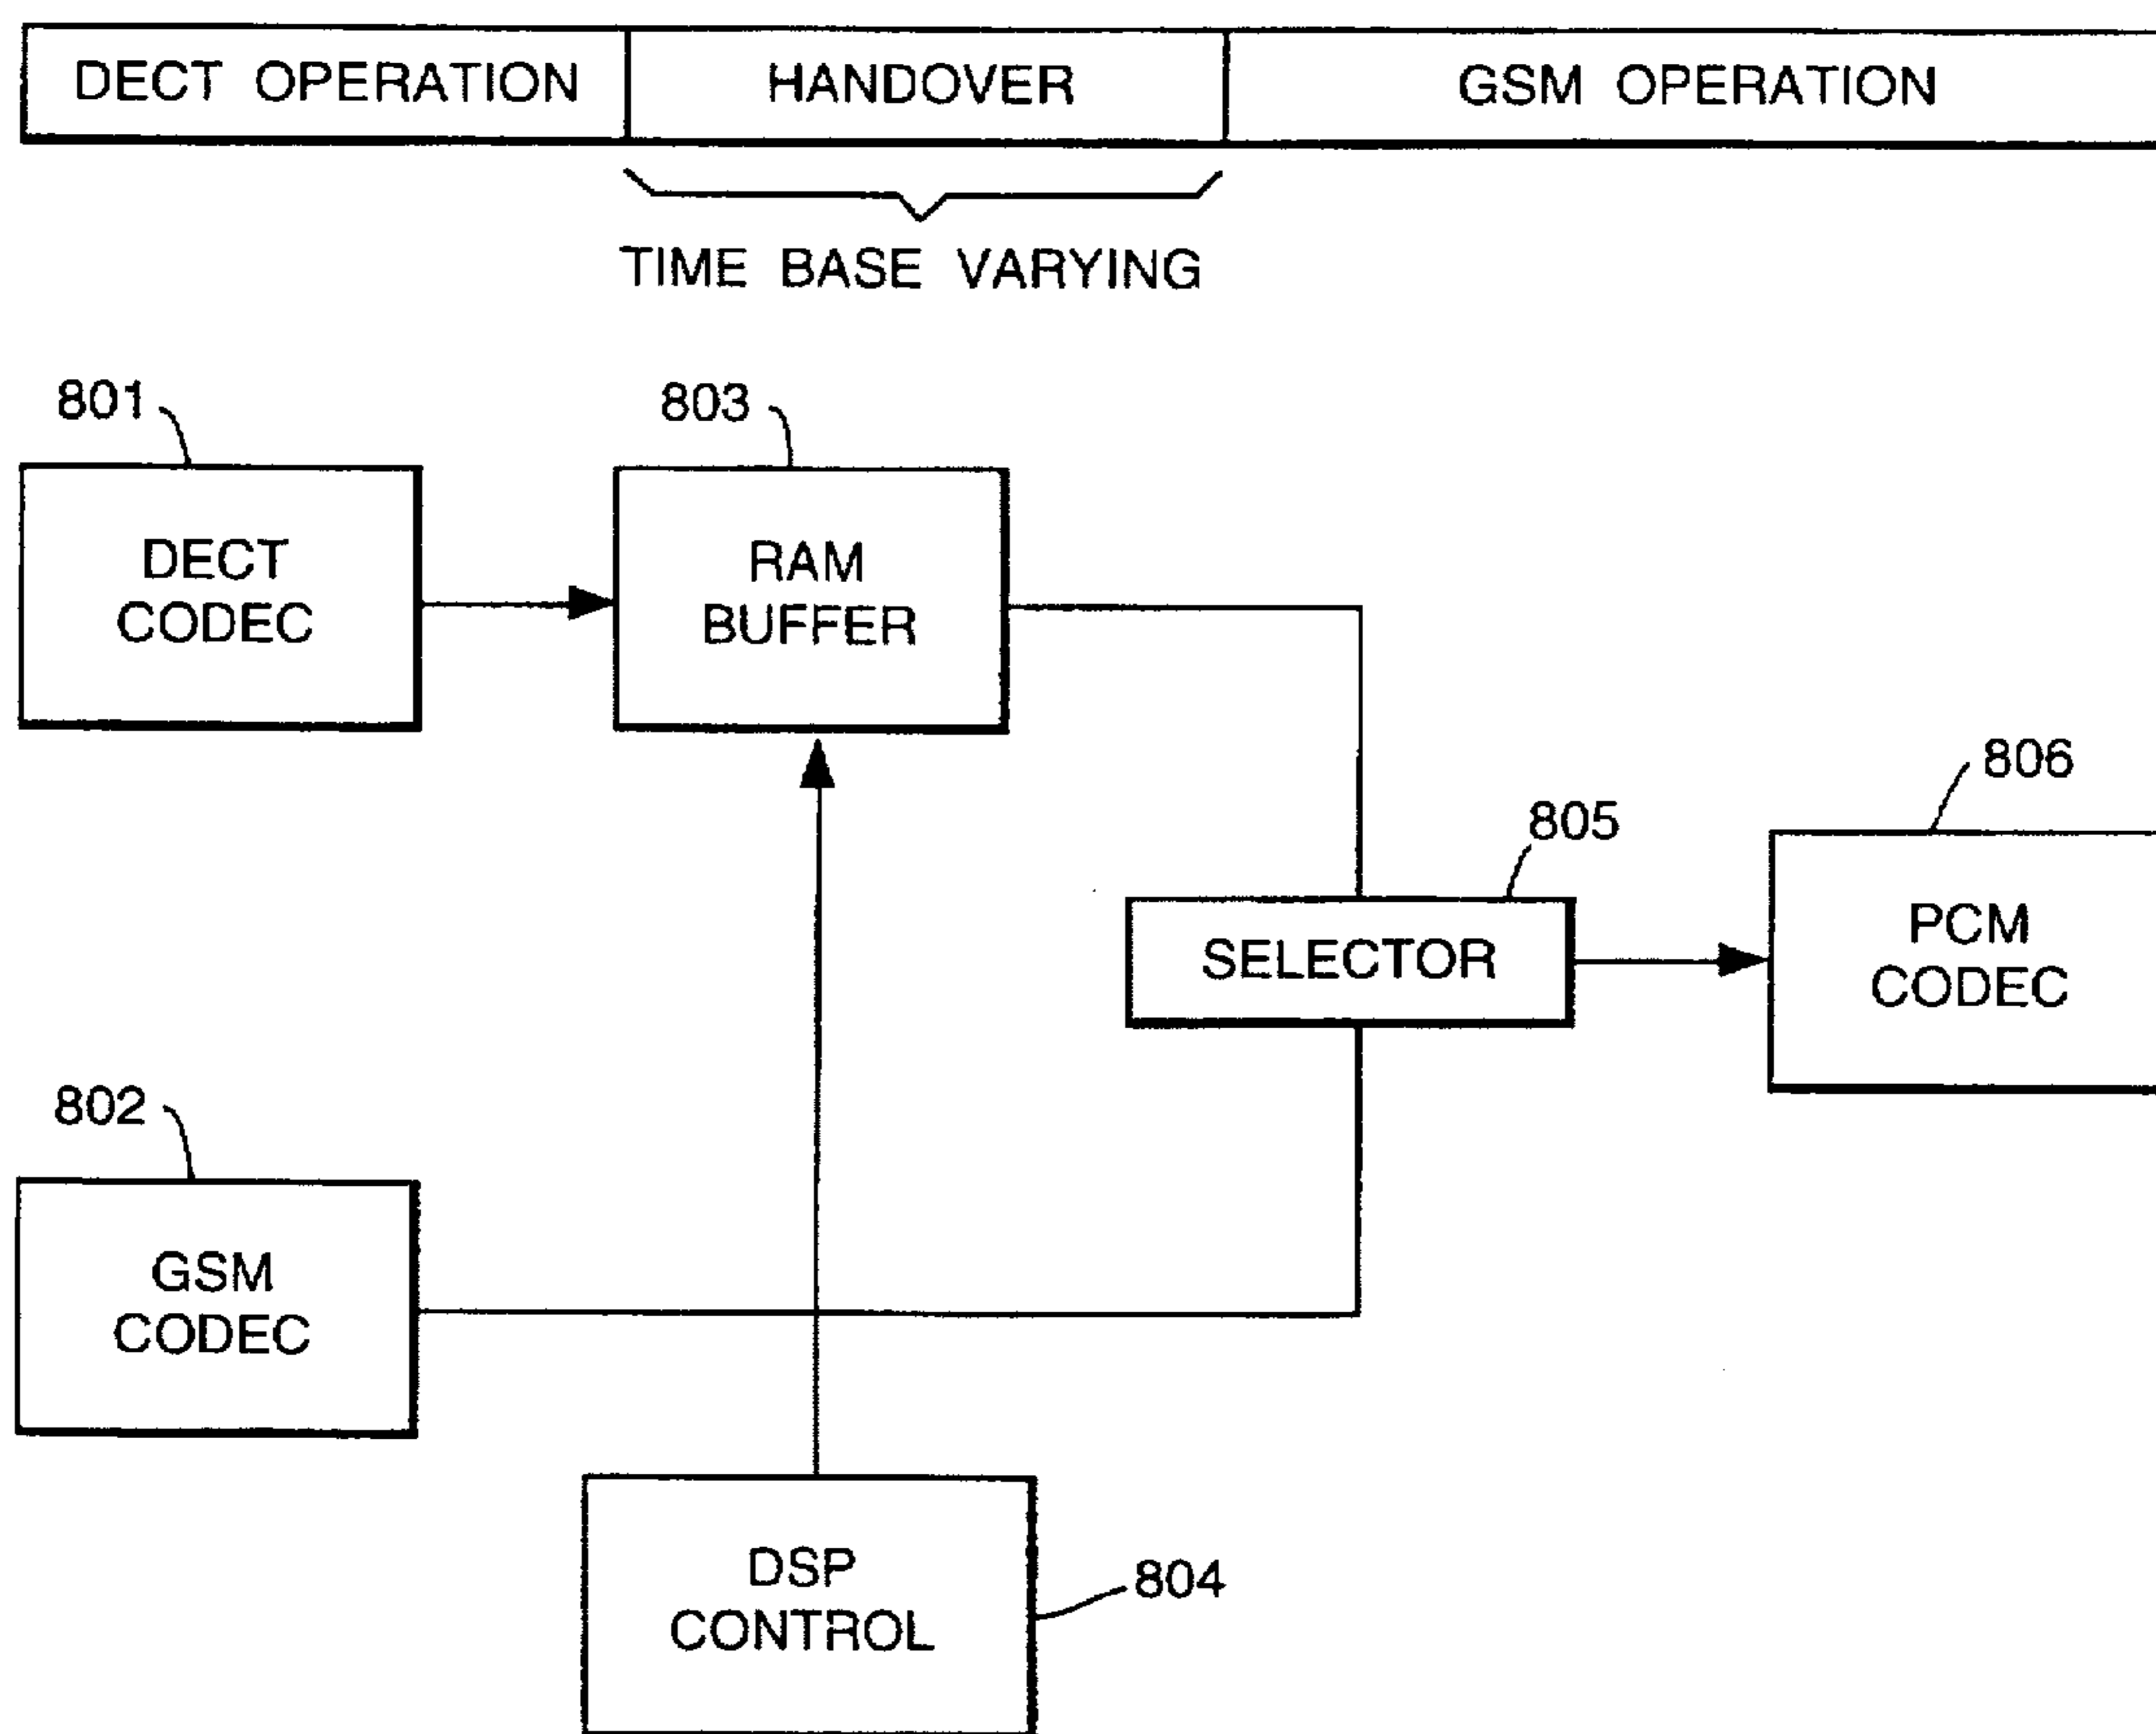 DECT OPERATION HANDOVER GSM OPERATION
TIME BASE VARYING
801
803
DECT
CODEC
RAM
BUFFER
806
805
PCM
CODEC
SELECTOR
802
GSM
CODEC
DSP
CONTROL
804